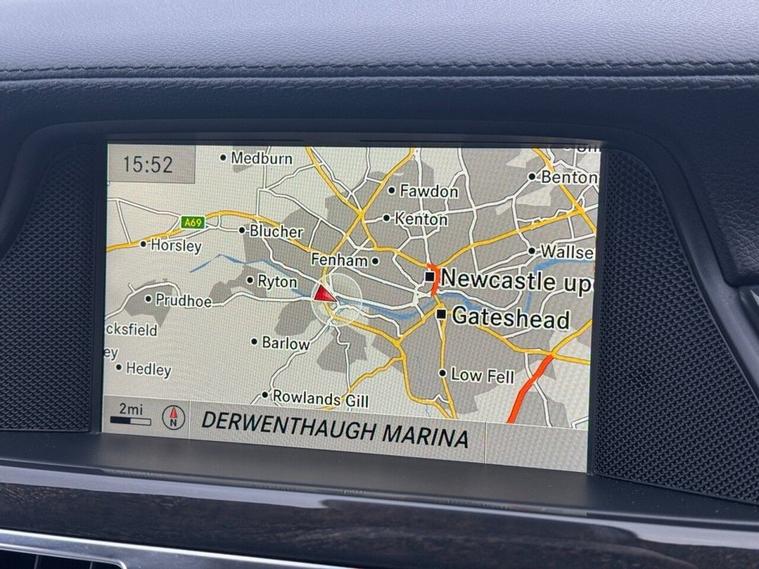 15:52
Medburn
Benton
Fawdon
A69
Kenton
Blucher
Horsley
Wallse
Fenham
Ryton
Newcastle up
Prudhoe
Gateshead
cksfield
Barlow
ey
Hedley
Low Fell
Rowlands Gill
2mi
N
DERWENTHAUGH MARINA